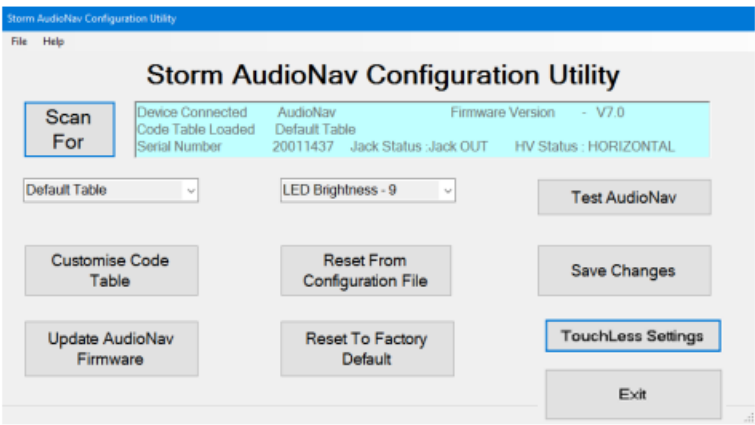 Storm AudioNav Configuration Utility
File Help
Storm AudioNav Configuration Utility
Scan
For
Device Connected AudioNav Firmware Version - V7.0
Code Table Loaded Default Table
Serial Number 20011437 Jack Status :Jack OUT HV Status : HORIZONTAL
Default Table
LED Brightness - 9
Test AudioNav
Customise Code
Table
Reset From
Configuration File
Save Changes
Update AudioNav
Firmware
Reset To Factory
Default
TouchLess Settings
Exit